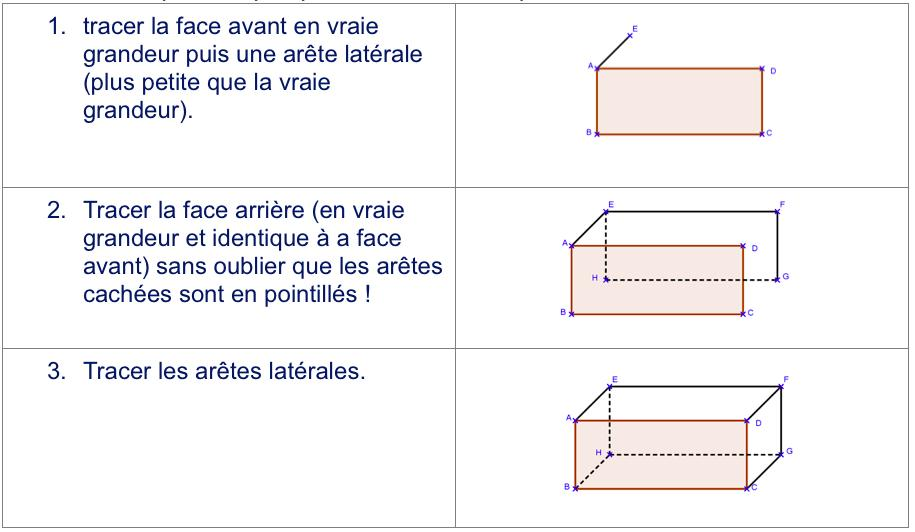 1. tracer la face avant en vraie
grandeur puis une arête latérale
(plus petite que la vraie
grandeur).
E
A
D
B
C
2. Tracer la face arrière (en vraie
grandeur et identique à a face
avant) sans oublier que les arêtes
cachées sont en pointillés !
E
F
A
D
H
G
B
C
3. Tracer les arêtes latérales.
E
F
A
D
H
G
B
C